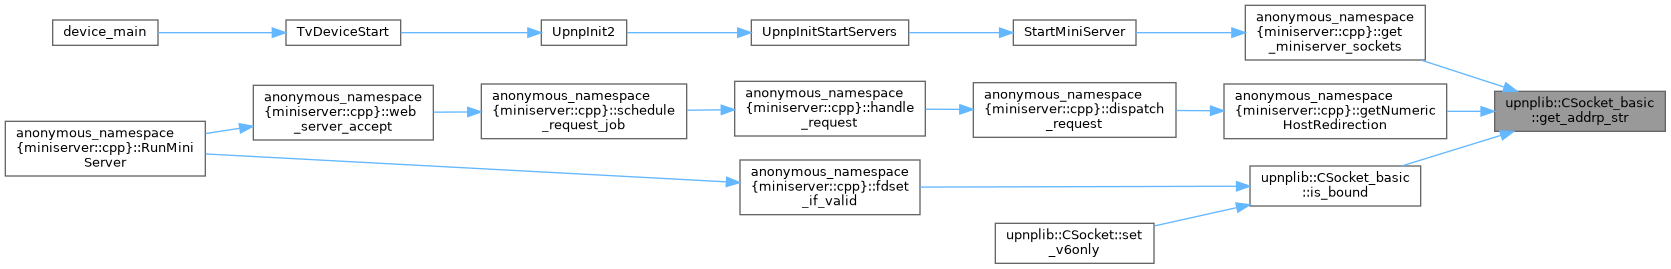 device_main
TvDeviceStart
UpnpInit2
UpnpInitStartServers
StartMiniServer
anonymous_namespace
{miniserver::cpp}::get
_miniserver_sockets
anonymous_namespace
{miniserver::cpp}::RunMini
Server
anonymous_namespace
{miniserver::cpp}::web
_server_accept
anonymous_namespace
{miniserver::cpp}::schedule
_request_job
anonymous_namespace
{miniserver::cpp}::handle
_request
anonymous_namespace
{miniserver::cpp}::dispatch
_request
anonymous_namespace
{miniserver::cpp}::getNumeric
HostRedirection
upnplib::CSocket_basic
::get_addrp_str
anonymous_namespace
{miniserver::cpp}::fdset
_if_valid
upnplib::CSocket_basic
::is_bound
upnplib::CSocket::set
_v6only